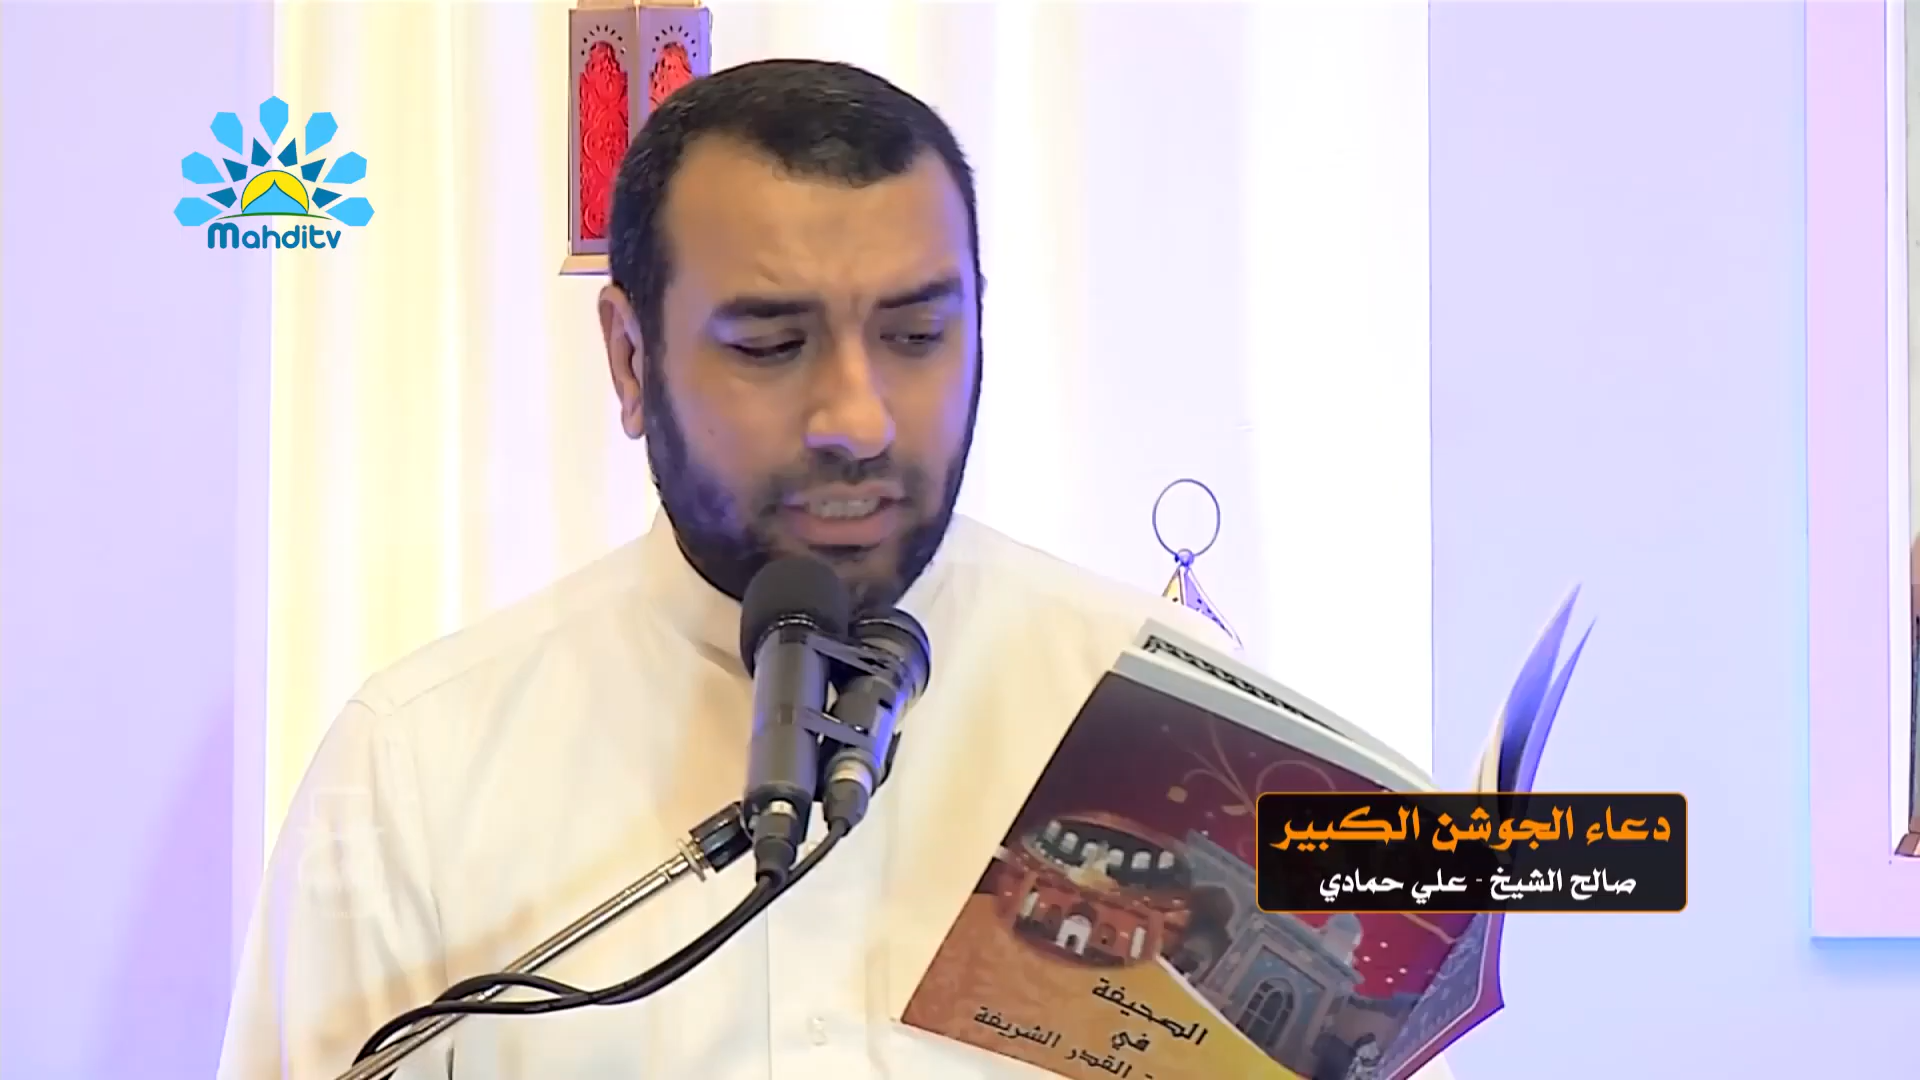 Mahditv
دعاء الجوشن الكبير
صالح الشيخ - علي حمادي
الصحيفة
في
القدر الشريفة